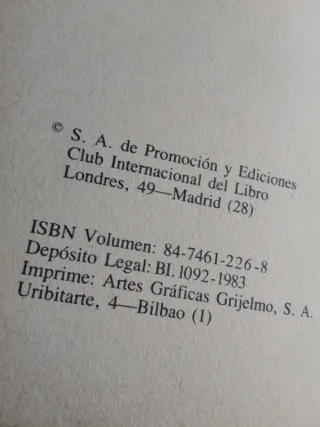 © S. A. de Promoción y Ediciones
Club Internacional del Libro
Londres, 49—Madrid (28)
ISBN Volumen: 84-7461-226-8
Depósito Legal: BI. 1092-1983
Imprime: Artes Gráficas Grijelmo, S. A.
Uribitarte, 4—Bilbao (1)